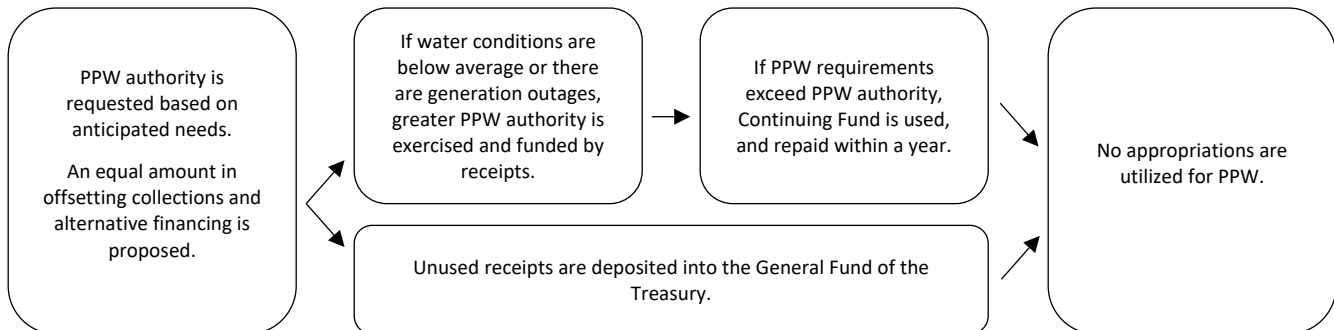 PPW authority is
requested based on
anticipated needs.
An equal amount in
offsetting collections and
alternative financing is
proposed.
If water conditions are
below average or there
are generation outages,
greater PPW authority is
exercised and funded by
receipts.
If PPW requirements
exceed PPW authority,
Continuing Fund is used,
and repaid within a year.
Unused receipts are deposited into the General Fund of the
Treasury.
No appropriations are
utilized for PPW.